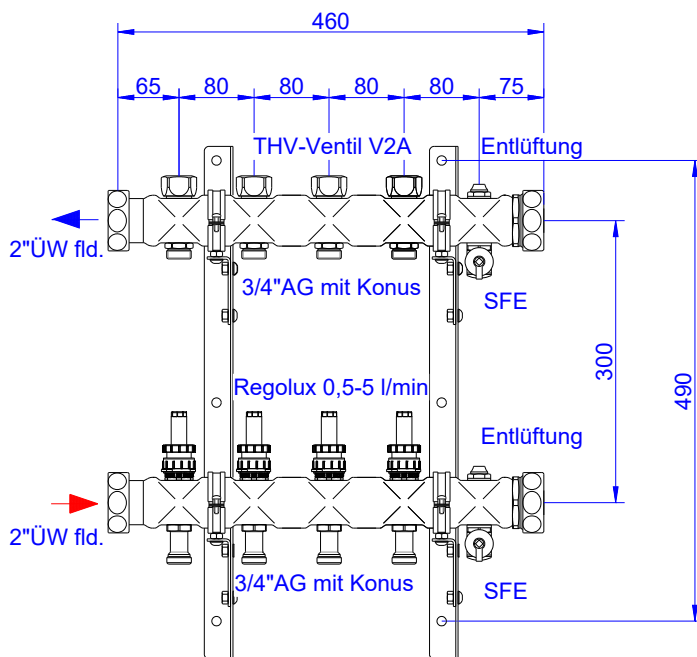 460
65 80 80 80 80 75
THV-Ventil V2A Entlüftung
2"ÜW fld.
3/4"AG mit Konus
SFE
300
490
Regolux 0,5-5 l/min
Entlüftung
2"ÜW fld.
3/4"AG mit Konus
SFE